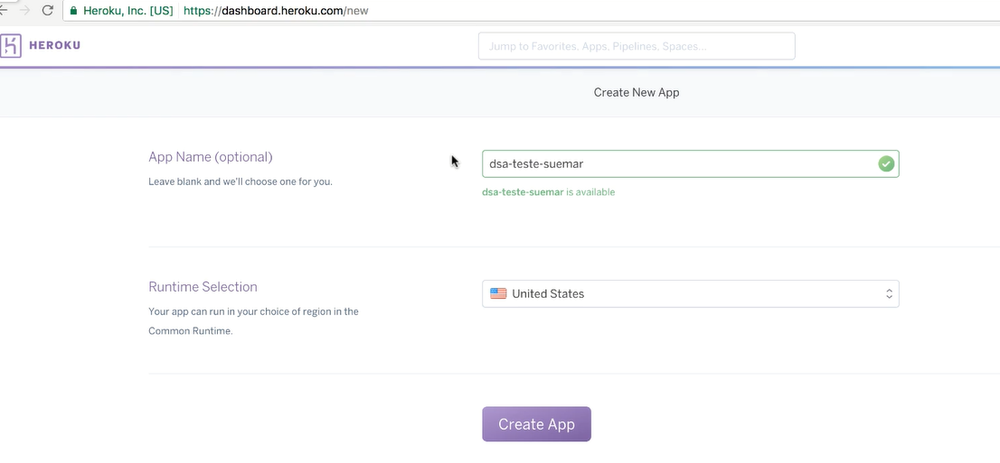 Heroku, Inc. [US] https://dashboard.heroku.com/new
HEROKU
Jump to Favorites, Apps, Pipelines, Spaces...
Create New App
App Name (optional)
Leave blank and we'll choose one for you.
dsa-teste-suemar
dsa-teste-suemar is available
Runtime Selection
Your app can run in your choice of region in the
Common Runtime.
United States
Create App